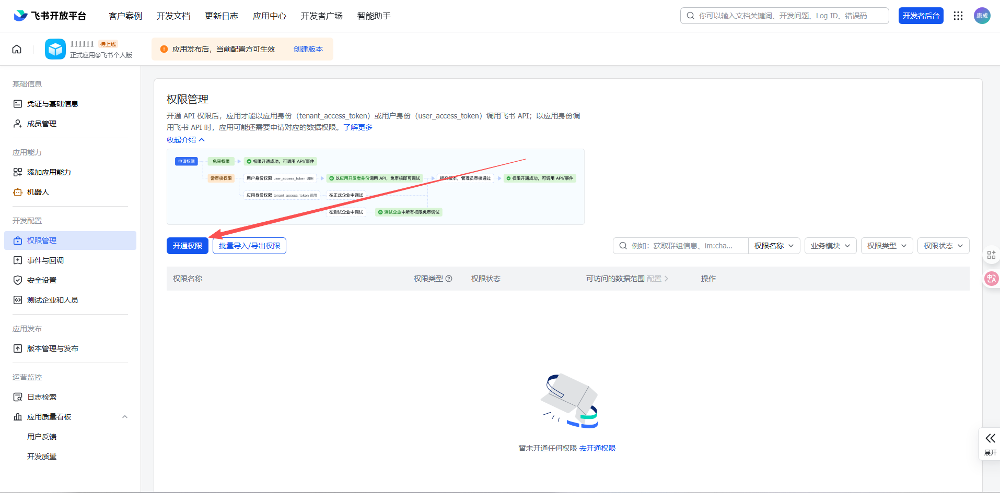 飞书开放平台
客户案例
开发文档
更新日志
应用中心
开发者广场
智能助手
你可以输入文档关键词、开发问题、Log ID、错误码
开发者后台
康成
111111 待上线
正式应用@飞书个人版
应用发布后，当前配置方可生效 创建版本
基础信息
凭证与基础信息
成员管理
应用能力
添加应用能力
机器人
开发配置
权限管理
事件与回调
安全设置
测试企业和人员
应用发布
版本管理与发布
运营监控
日志检索
应用质量看板
用户反馈
开发质量
权限管理
开通 API 权限后，应用才能以应用身份（tenant_access_token）或用户身份（user_access_token）调用飞书 API；以应用身份调
用飞书 API 时，应用可能还需要申请对应的数据权限。了解更多
收起介绍
申请权限
免审权限
权限开通成功，可调用 API/事件
需审核权限
用户身份权限 user_access_token 调用
以应用开发者身份调用 API，免审核即可调试
提交版本，管理员审核通过
权限开通成功，可调用 API/事件
应用身份权限 tenant_access_token 调用
在正式企业中调试
在测试企业中调试
测试企业中所有权限免审调试
开通权限
批量导入/导出权限
例如：获取群组信息、im:cha...
权限名称
业务模块
权限类型
权限状态
权限名称
权限类型
权限状态
可访问的数据范围 配置
操作
暂未开通任何权限 去开通权限
展开